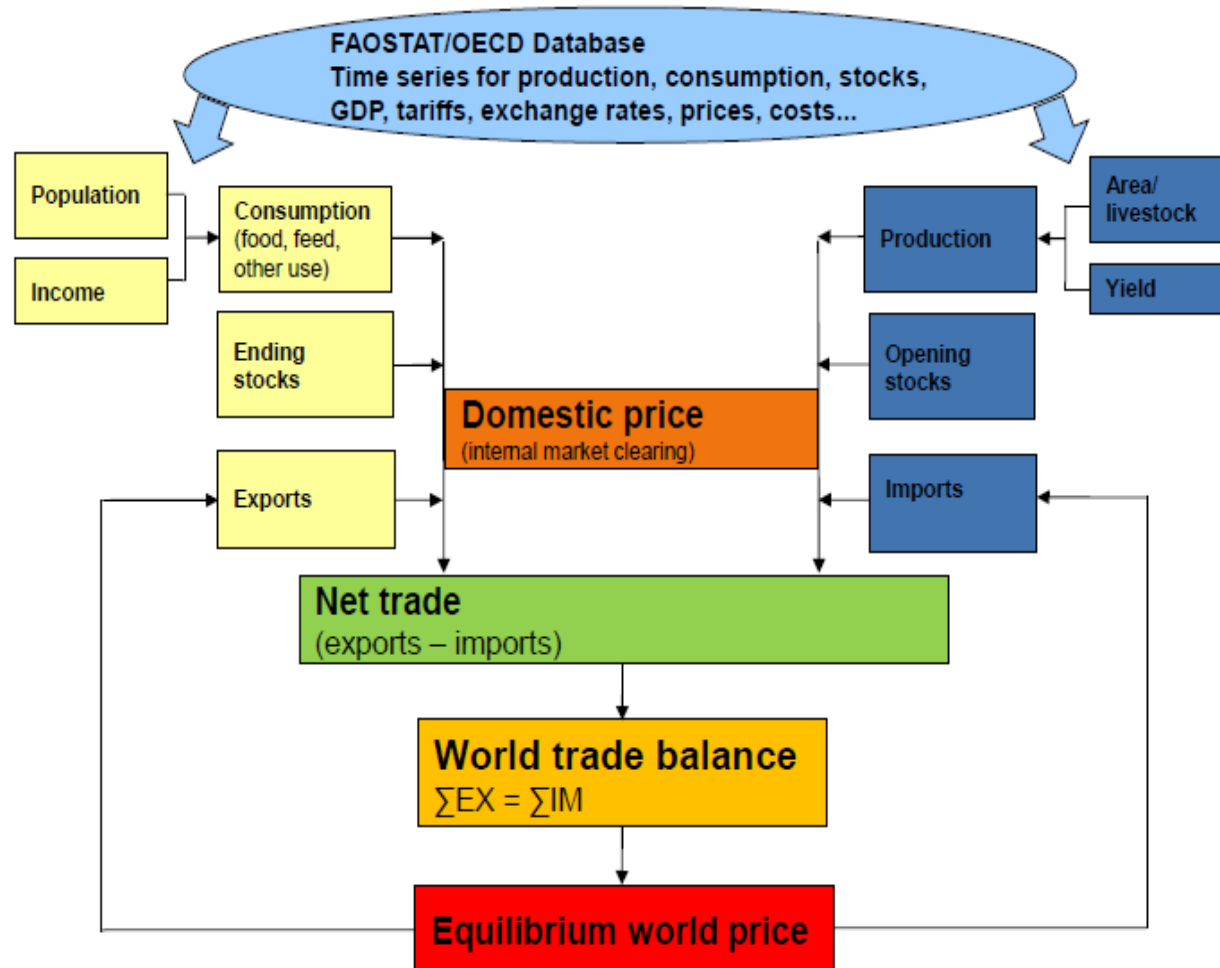 FAOSTAT/OECD Database
Time series for production, consumption, stocks,
GDP, tariffs, exchange rates, prices, costs...
Population
Income
Consumption
(food, feed,
other use)
Ending
stocks
Exports
Production
Area/
livestock
Yield
Opening
stocks
Imports
Domestic price
(internal market clearing)
Net trade
(exports – imports)
World trade balance
∑EX = ∑IM
Equilibrium world price